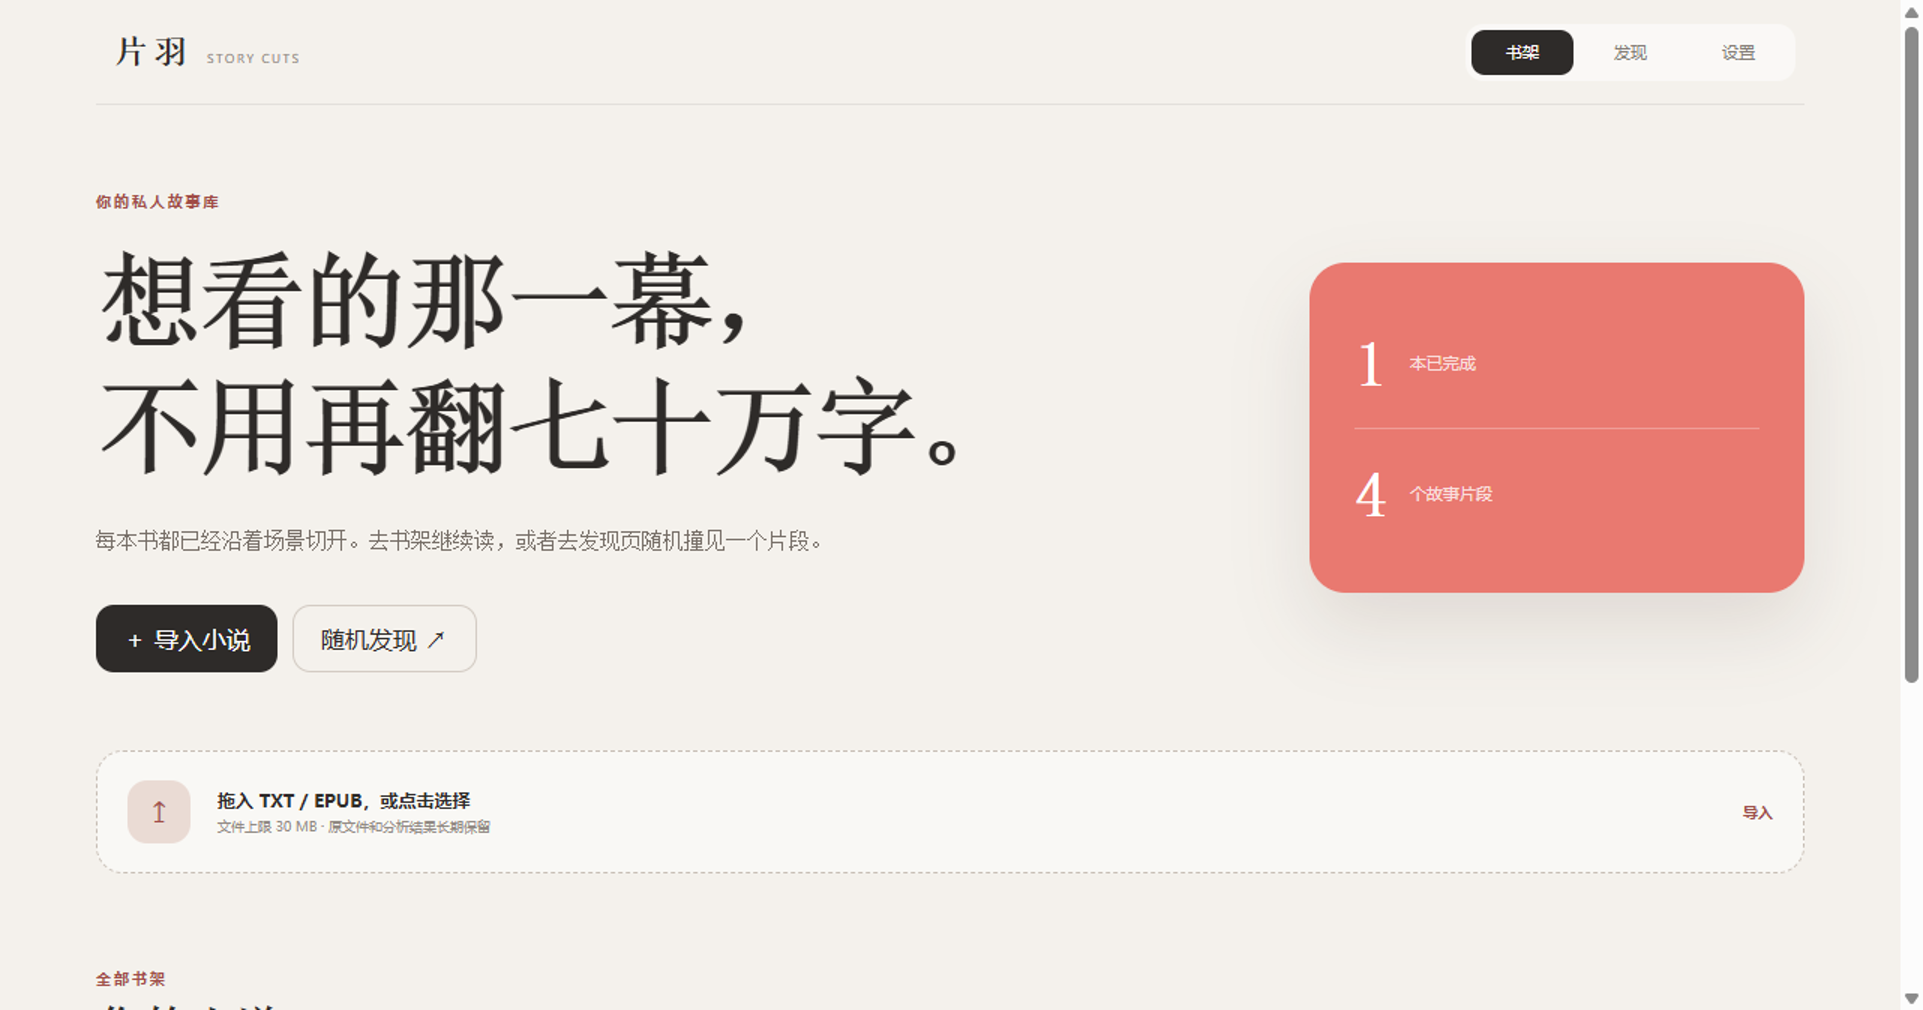 片羽 STORY CUTS
书架 发现 设置
你的私人故事库
想看的那一幕，
不用再翻七十万字。
每本书都已经沿着场景切开。去书架继续读，或者去发现页随机撞见一个片段。
+ 导入小说 随机发现 ↗
1 本已完成
4 个故事片段
拖入 TXT / EPUB，或点击选择
文件上限 30 MB · 原文件和分析结果长期保留
导入
全部书架